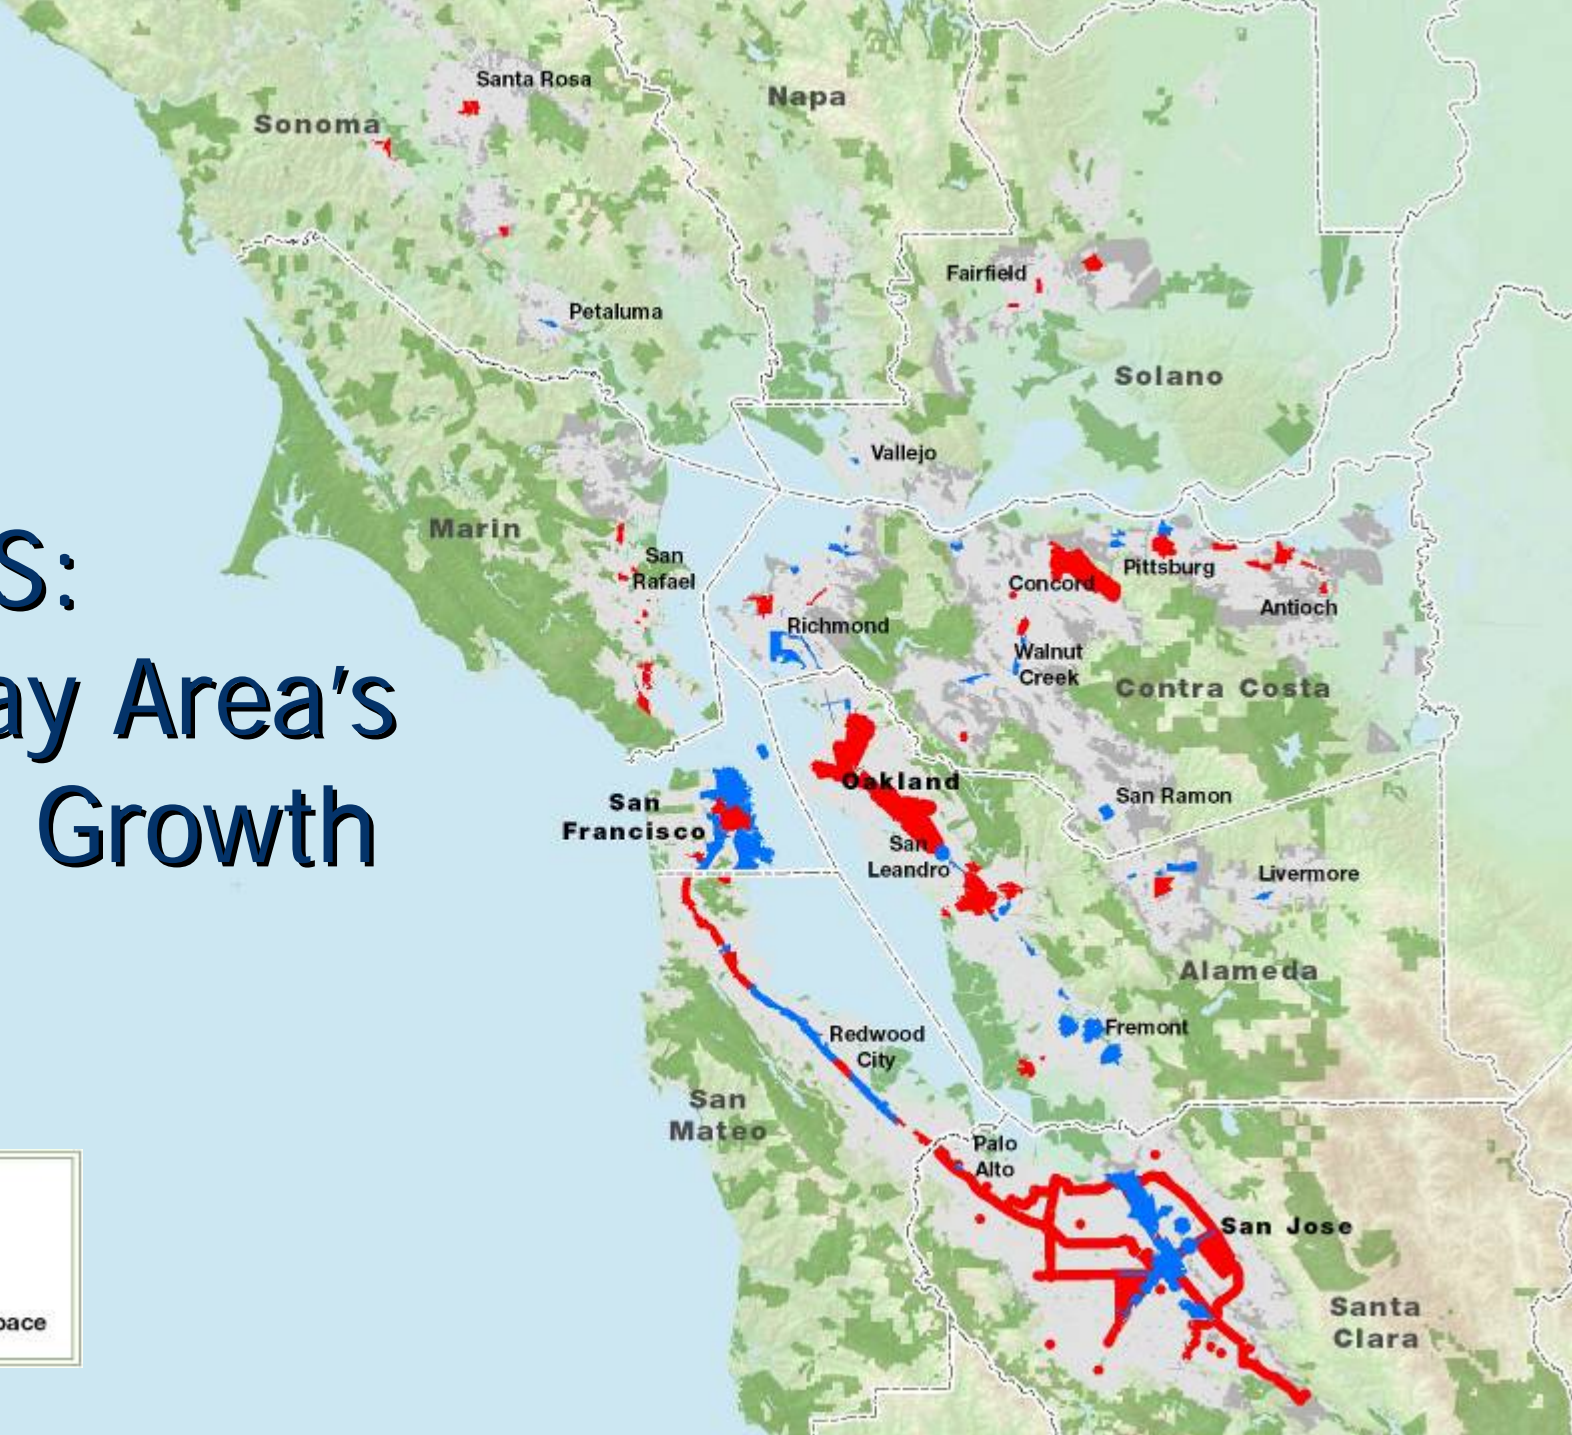 S:
ay Area's
Growth
pace
Santa Rosa
Sonoma
Napa
Petaluma
Fairfield
Solano
Vallejo
Marin
San
Rafael
Richmond
Concord
Pittsburg
Antioch
Walnut
Creek
Contra Costa
Oakland
San Ramon
San
Francisco
San
Leandro
Livermore
Alameda
Fremont
Redwood
City
San
Mateo
Palo
Alto
San Jose
Santa
Clara